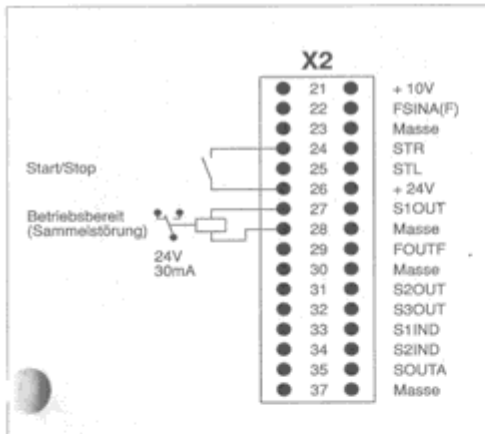 X2
21 + 10V
22 FSINA(F)
23 Masse
24 STR
25 STL
26 + 24V
27 S1OUT
28 Masse
29 FOUTF
30 Masse
31 S2OUT
32 S3OUT
33 S1IND
34 S2IND
35 SOUTA
37 Masse
Start/Stop
Betriebsbereit
(Sammelstörung)
24V
30mA